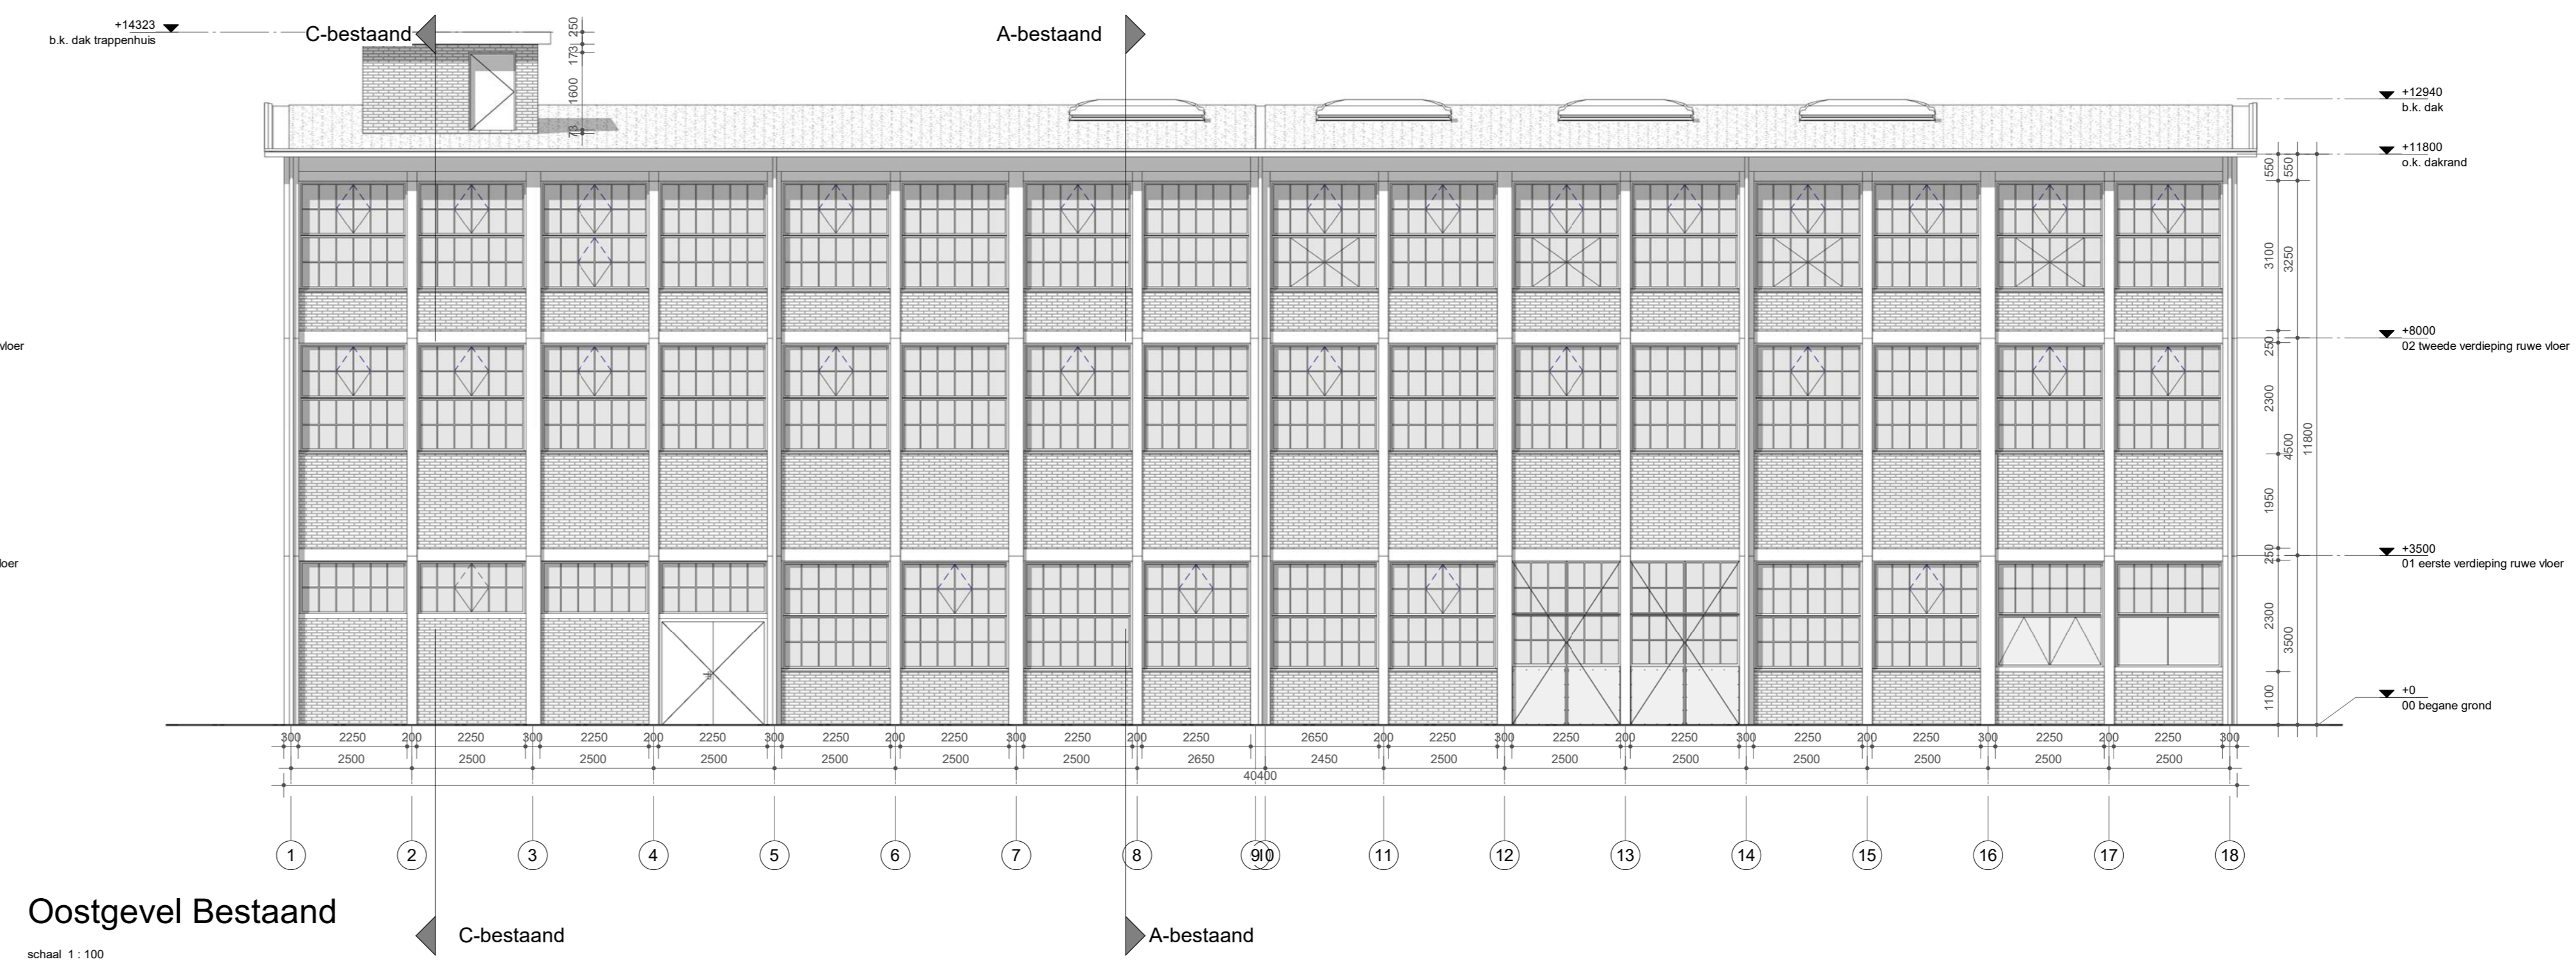 +14323
b.k. dak trappenhuis
C-bestaand
A-bestaand
250
173
1600
73
+12940
b.k. dak
+11800
o.k. dakrand
550
550
3100
3250
vloer
+8000
02 tweede verdieping ruwe vloer
250
2300
4500
11800
1950
loer
+3500
01 eerste verdieping ruwe vloer
250
2300
3500
1100
+0
00 begane grond
300 2250 200 2250 300 2250 200 2250 300 2250 200 2250 300 2250 200 2250 2650 200 2250 300 2250 200 2250 300 2250 200 2250 300 2250 200 2250 300
2500 2500 2500 2500 2500 2500 2500 2650 2450 2500 2500 2500 2500 2500 2500 2500
40400
1 2 3 4 5 6 7 8 9 10 11 12 13 14 15 16 17 18
Oostgevel Bestaand
C-bestaand
A-bestaand
schaal 1 : 100